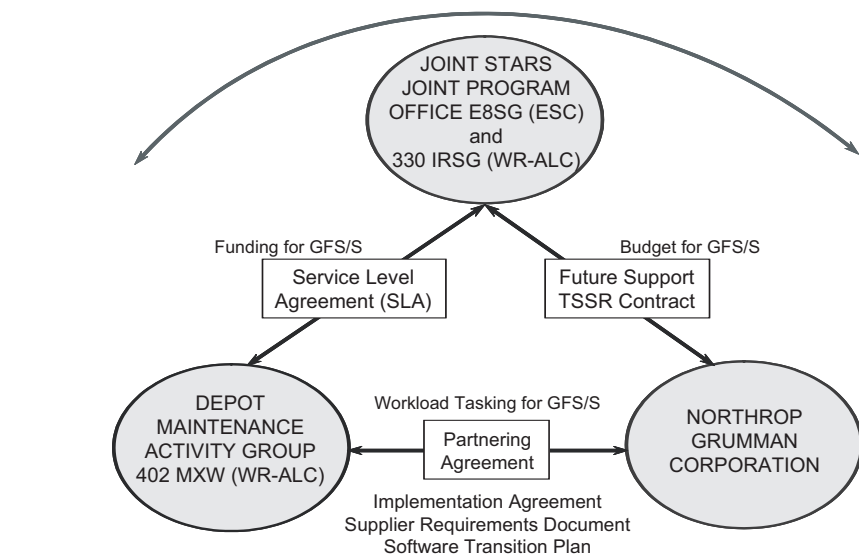 JOINT STARS
JOINT PROGRAM
OFFICE E8SG (ESC)
and
330 IRSG (WR-ALC)
Funding for GFS/S
Budget for GFS/S
Service Level
Agreement (SLA)
Future Support
TSSR Contract
DEPOT
MAINTENANCE
ACTIVITY GROUP
402 MXW (WR-ALC)
Workload Tasking for GFS/S
Partnering
Agreement
NORTHROP
GRUMMAN
CORPORATION
Implementation Agreement
Supplier Requirements Document
Software Transition Plan